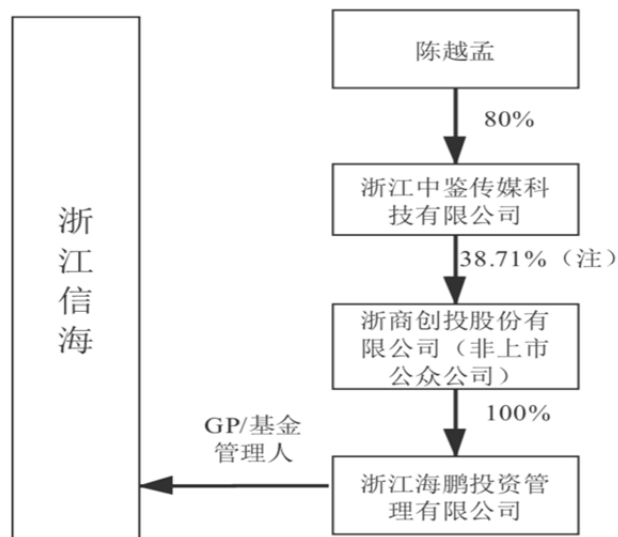 陈越孟
80%
浙江中鉴传媒科
技有限公司
38.71%（注）
浙商创投股份有
限公司（非上市
公众公司）
100%
浙江海鹏投资管
理有限公司
GP/基金
管理人
浙
江
信
海